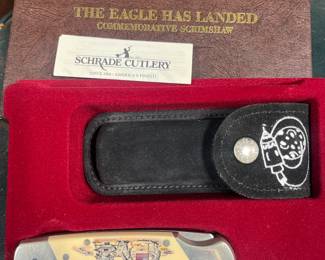 THE EAGLE HAS LANDED
COMMEMORATIVE SCRIMSHAW
SCHRADE CUTLERY